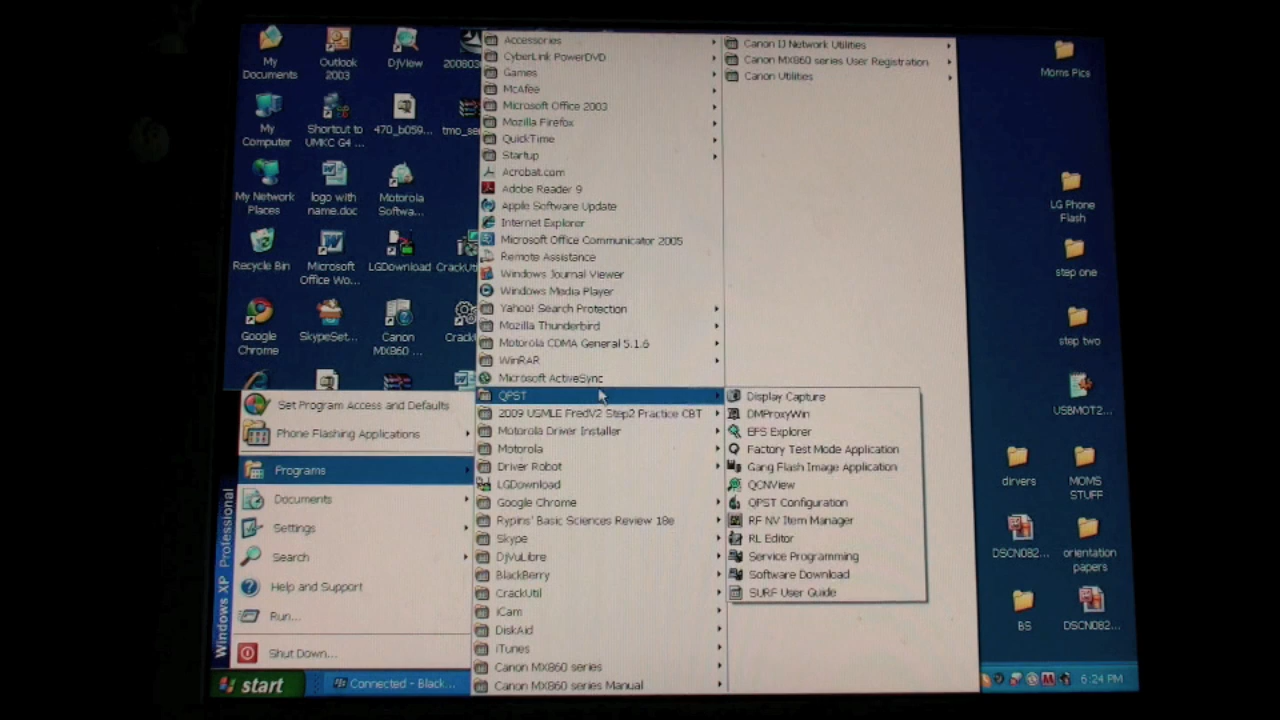 My Documents
Outlook 2003
DjView
My Computer
Shortcut to UMKC G4 ...
470_b059...
My Network Places
logo with name.doc
Motorola Softwa...
Recycle Bin
Microsoft Office Wo...
LGDownload
Google Chrome
SkypeSet...
Canon MX860 ...
Set Program Access and Defaults
Phone Flashing Applications
Programs
Documents
Settings
Search
Help and Support
Run...
Shut Down...
Windows XP Professional
start
Connected - Black...
Accessories
CyberLink PowerDVD
Games
McAfee
Microsoft Office 2003
Mozilla Firefox
QuickTime
Startup
Acrobat.com
Adobe Reader 9
Apple Software Update
Internet Explorer
Microsoft Office Communicator 2005
Remote Assistance
Windows Journal Viewer
Windows Media Player
Yahoo! Search Protection
Mozilla Thunderbird
Motorola CDMA General 5.1.6
WinRAR
Microsoft ActiveSync
QPST
2009 USMLE FredV2 Step2 Practice CBT
Motorola Driver Installer
Motorola
Driver Robot
LGDownload
Google Chrome
Rypins' Basic Sciences Review 18e
Skype
DjVuLibre
BlackBerry
CrackUtil
iCam
DiskAid
iTunes
Canon MX860 series
Canon MX860 series Manual
Canon IJ Network Utilities
Canon MX860 series User Registration
Canon Utilities
Display Capture
DMProxyWin
EFS Explorer
Factory Test Mode Application
Gang Flash Image Application
QCNView
QPST Configuration
RF NV Item Manager
RL Editor
Service Programming
Software Download
SURF User Guide
Moms Pics
LG Phone Flash
step one
step two
USBMOT2...
dirvers
MOMS STUFF
DSCN082...
orientation papers
BS
DSCN082...
6:24 PM